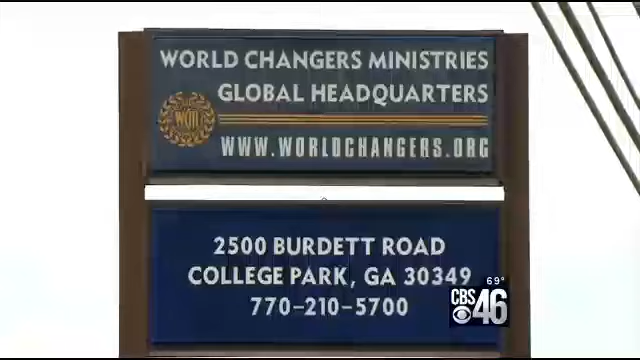 WORLD CHANGERS MINISTRIES
GLOBAL HEADQUARTERS
WWW.WORLDCHANGERS.ORG
2500 BURDETT ROAD
COLLEGE PARK, GA 30349
770-210-5700
69°
CBS 46